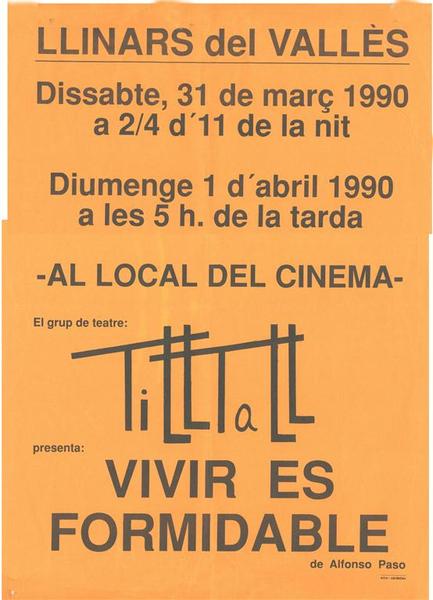 LLINARS del VALLÈS
Dissabte, 31 de març 1990
a 2/4 d´11 de la nit
Diumenge 1 d´abril 1990
a les 5 h. de la tarda
-AL LOCAL DEL CINEMA-
El grup de teatre:
TiLLTaLL
presenta:
VIVIR ES
FORMIDABLE
de Alfonso Paso